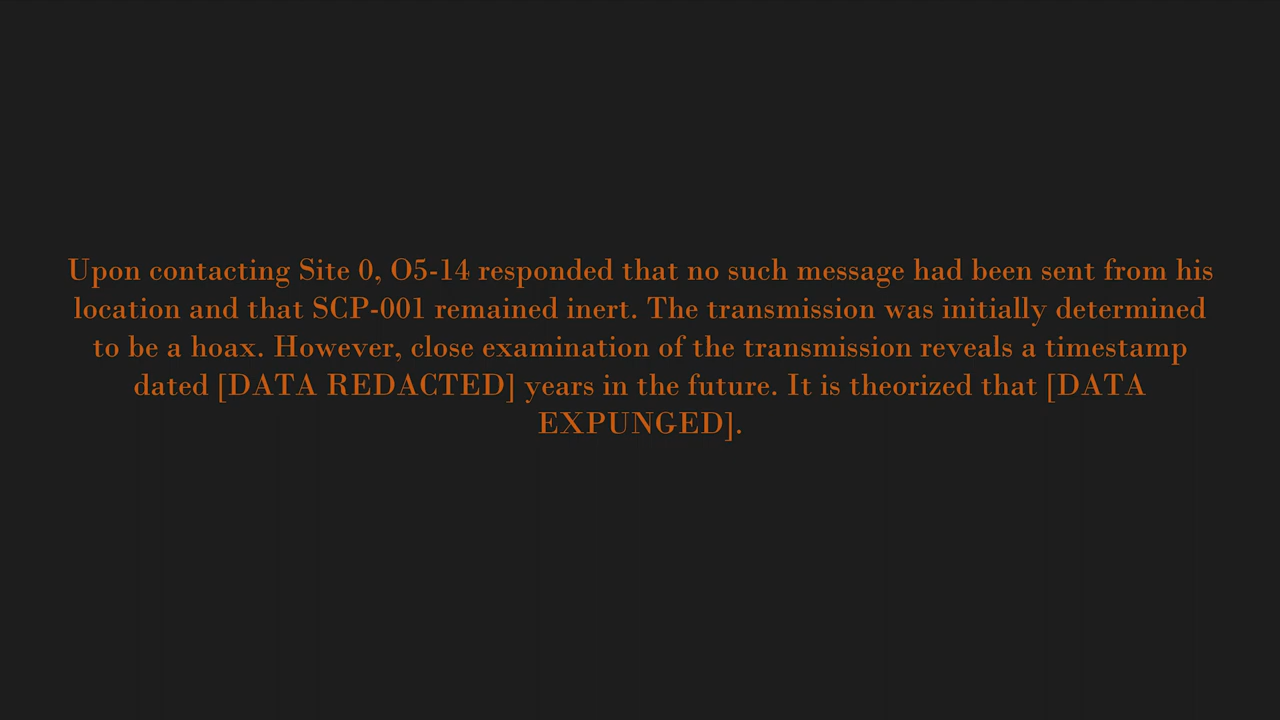 Upon contacting Site 0, O5-14 responded that no such message had been sent from his
location and that SCP-001 remained inert. The transmission was initially determined
to be a hoax. However, close examination of the transmission reveals a timestamp
dated [DATA REDACTED] years in the future. It is theorized that [DATA
EXPUNGED].